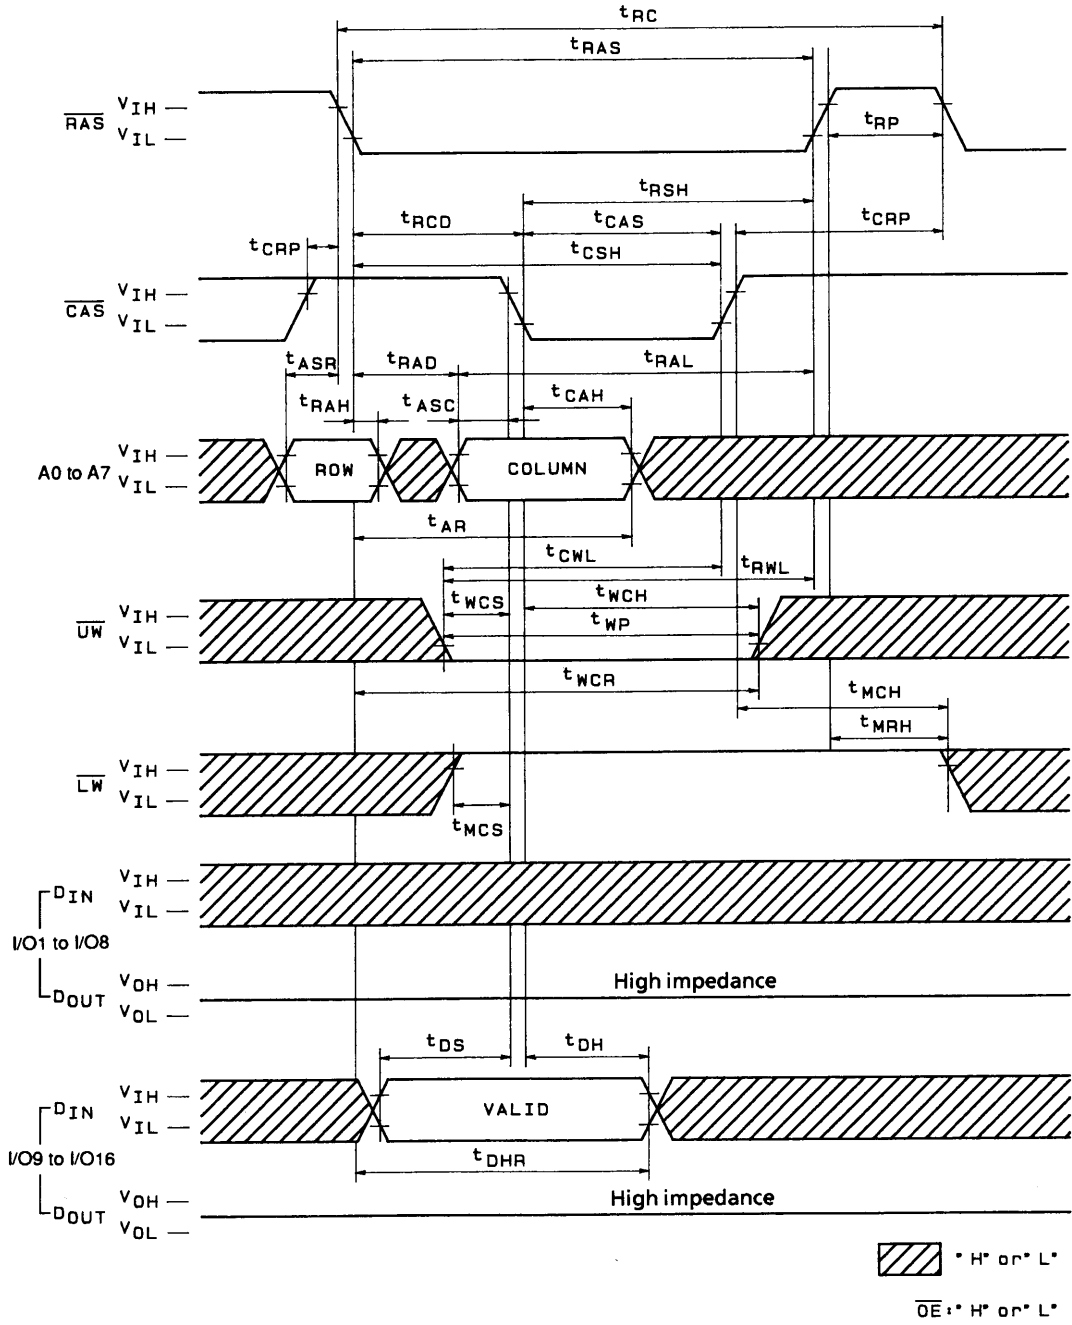 tRC
tRAS
RAS VIH
VIL
tRP
tRSH
tRCD tCAS tCRP
tCRP tCSH
CAS VIH
VIL
tASR tRAD tRAL
tRAH tASC tCAH
A0 to A7 VIH
VIL
ROW COLUMN
tAR
tCWL
tRWL
tWCS tWCH
UW VIH
VIL
tWP
tWCR
tMCH
tMRH
LW VIH
VIL
tMCS
DIN VIH
VIL
I/O1 to I/O8
DOUT VOH
VOL
High impedance
tDS tDH
DIN VIH
VIL
VALID
I/O9 to I/O16
tDHR
DOUT VOH
VOL
High impedance
"H" or "L"
OE : "H" or "L"